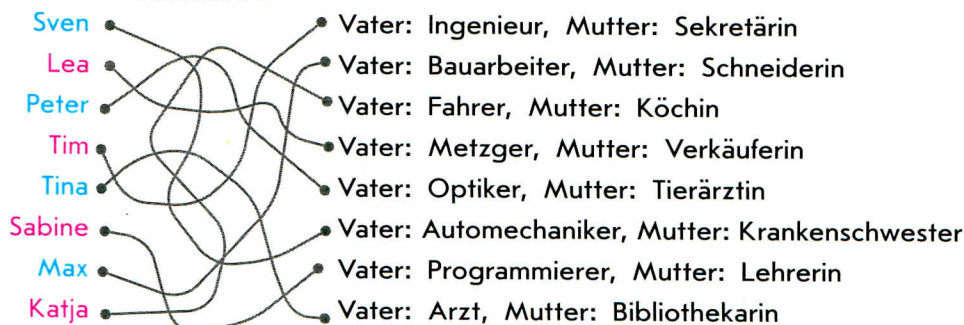 Sven Vater: Ingenieur, Mutter: Sekretärin
Lea Vater: Bauarbeiter, Mutter: Schneiderin
Peter Vater: Fahrer, Mutter: Köchin
Tim Vater: Metzger, Mutter: Verkäuferin
Tina Vater: Optiker, Mutter: Tierärztin
Sabine Vater: Automechaniker, Mutter: Krankenschwester
Max Vater: Programmierer, Mutter: Lehrerin
Katja Vater: Arzt, Mutter: Bibliothekarin